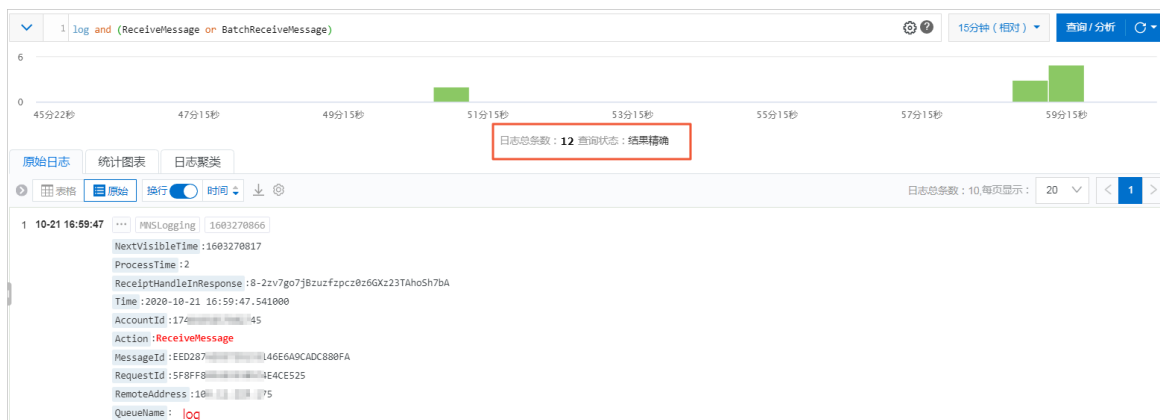 1 log and (ReceiveMessage or BatchReceiveMessage) 15分钟（相对） 查询/分析
6
0
45分22秒 47分15秒 49分15秒 51分15秒 53分15秒 55分15秒 57分15秒 59分15秒
日志总条数：12 查询状态：结果精确
原始日志 统计图表 日志聚类
表格 原始 换行 时间 日志总条数：10,每页显示： 20 < 1 >
1 10-21 16:59:47 ··· MNSLogging 1603270866
NextVisibleTime :1603270817
ProcessTime :2
ReceiptHandleInResponse :8-2zv7go7jBzuzfzpcz0z6GXz23TAhoSh7bA
Time :2020-10-21 16:59:47.541000
AccountId :174 45
Action :ReceiveMessage
MessageId :EED287 146E6A9CADC880FA
RequestId :5F8FF8 4E4CE525
RemoteAddress :10 75
QueueName : log